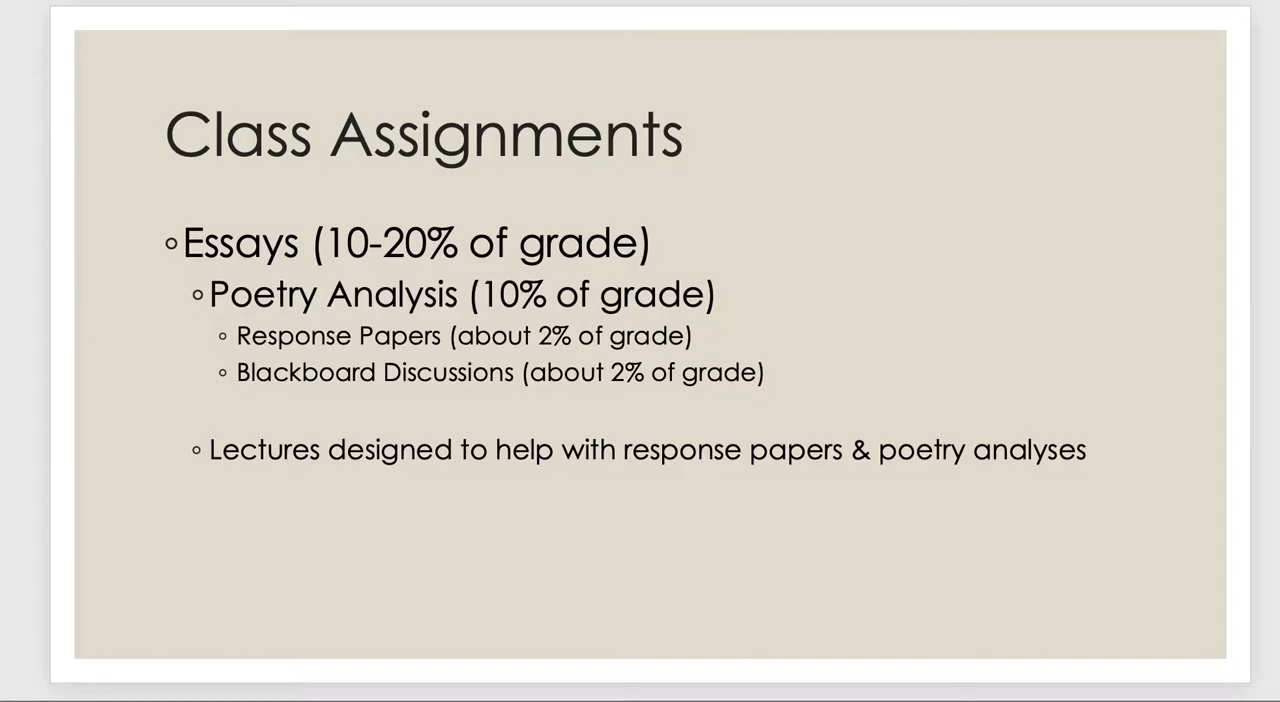 Class Assignments
◦Essays (10-20% of grade)
◦Poetry Analysis (10% of grade)
◦ Response Papers (about 2% of grade)
◦ Blackboard Discussions (about 2% of grade)
◦ Lectures designed to help with response papers & poetry analyses